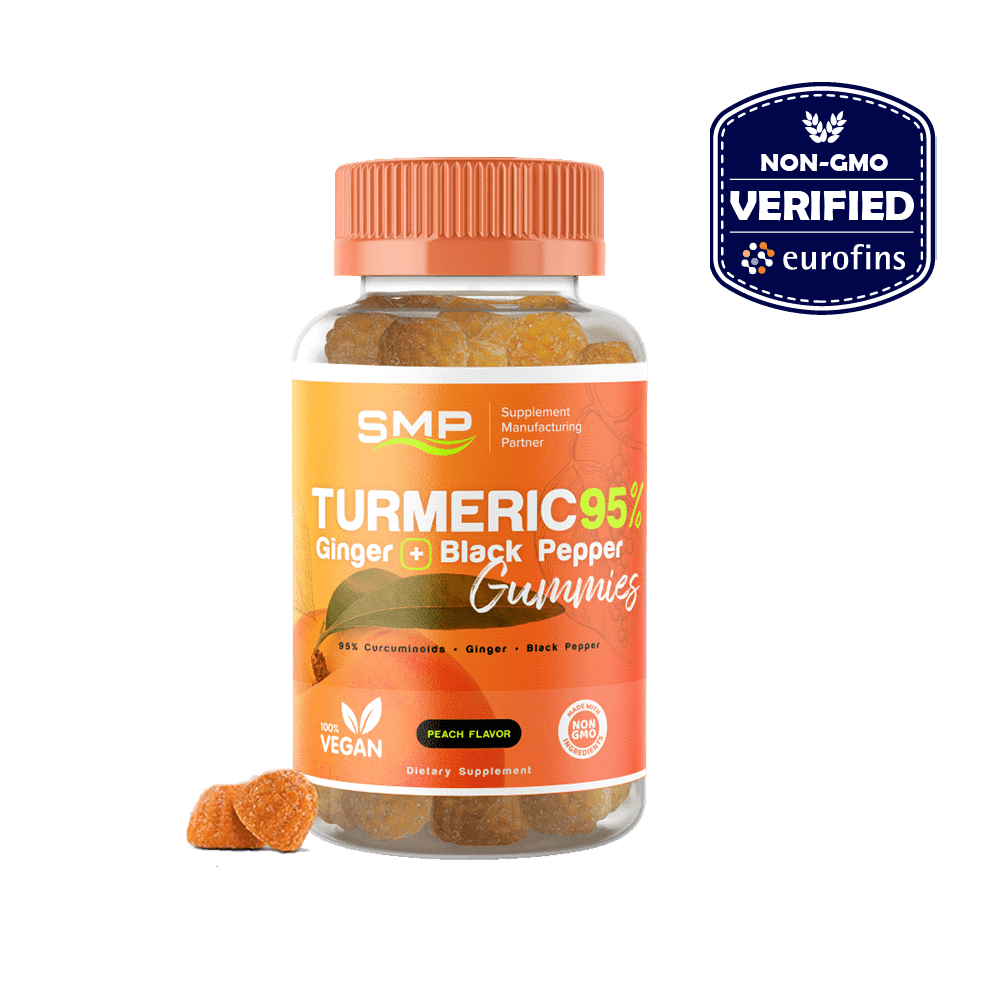 NON-GMO
VERIFIED
eurofins
SMP
Supplement
Manufacturing
Partner
TURMERIC95%
Ginger + Black Pepper
Gummies
95% Curcuminoids • Ginger • Black Pepper
100%
VEGAN
PEACH FLAVOR
MADE WITH
NON
GMO
INGREDIENTS
Dietary Supplement